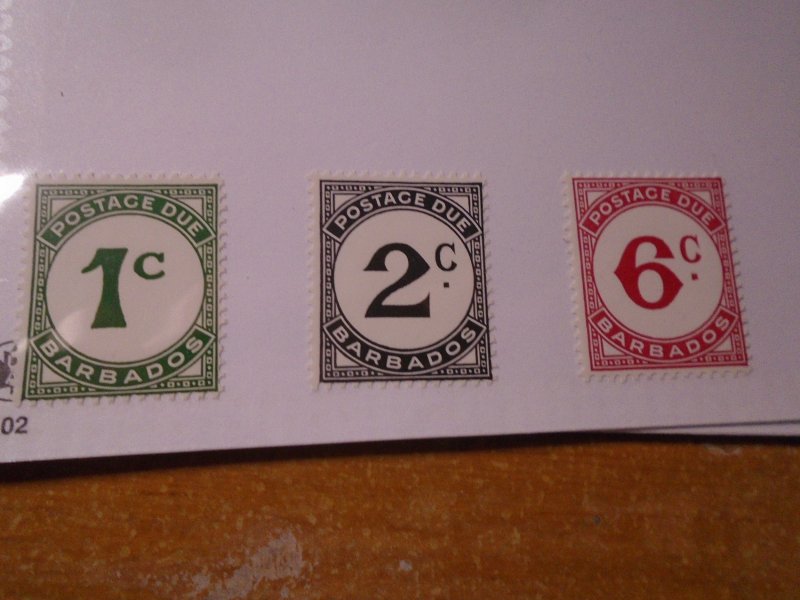 POSTAGE DUE
1c
BARBADOS
POSTAGE DUE
2c.
BARBADOS
POSTAGE DUE
6c.
BARBADOS
02